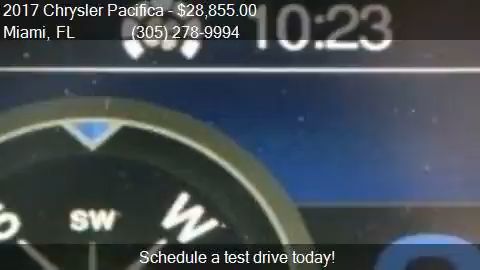 2017 Chrysler Pacifica - $28,855.00
10:23
Miami, FL (305) 278-9994
SW
W
Schedule a test drive today!